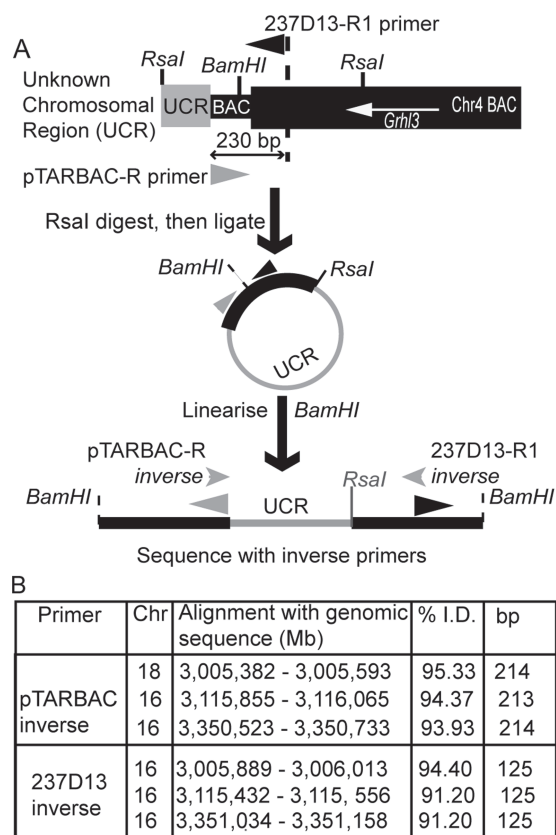 237D13-R1 primer
A
RsaI
BamHI
RsaI
Unknown
Chromosomal
Region (UCR)
UCR
BAC
Chr4 BAC
Grhl3
230 bp
pTARBAC-R primer
RsaI digest, then ligate
BamHI
RsaI
UCR
Linearise
BamHI
pTARBAC-R
inverse
237D13-R1
inverse
BamHI
UCR
RsaI
BamHI
Sequence with inverse primers
B
Primer Chr Alignment with genomic sequence (Mb) % I.D. bp
pTARBAC inverse
18 3,005,382 - 3,005,593 95.33 214
16 3,115,855 - 3,116,065 94.37 213
16 3,350,523 - 3,350,733 93.93 214
237D13 inverse
16 3,005,889 - 3,006,013 94.40 125
16 3,115,432 - 3,115, 556 91.20 125
16 3,351,034 - 3,351,158 91.20 125